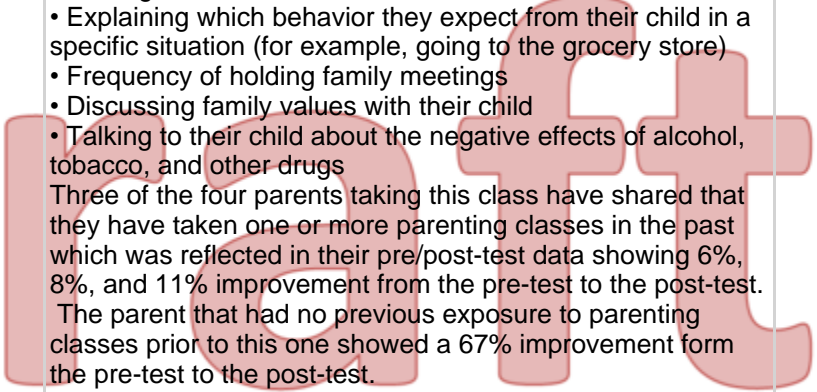 • Explaining which behavior they expect from their child in a
specific situation (for example, going to the grocery store)
• Frequency of holding family meetings
• Discussing family values with their child
• Talking to their child about the negative effects of alcohol,
tobacco, and other drugs
Three of the four parents taking this class have shared that
they have taken one or more parenting classes in the past
which was reflected in their pre/post-test data showing 6%,
8%, and 11% improvement from the pre-test to the post-test.
The parent that had no previous exposure to parenting
classes prior to this one showed a 67% improvement form
the pre-test to the post-test.
raft